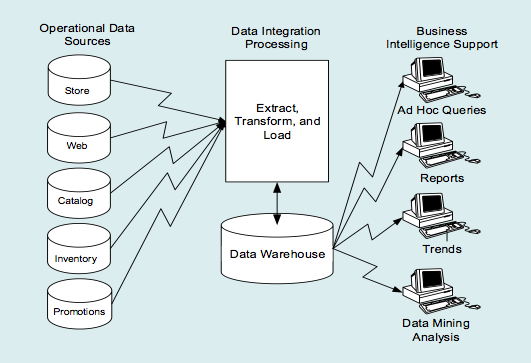 Operational Data
Sources
Data Integration
Processing
Business
Intelligence Support
Store
Web
Catalog
Inventory
Promotions
Extract,
Transform, and
Load
Data Warehouse
Ad Hoc Queries
Reports
Trends
Data Mining
Analysis